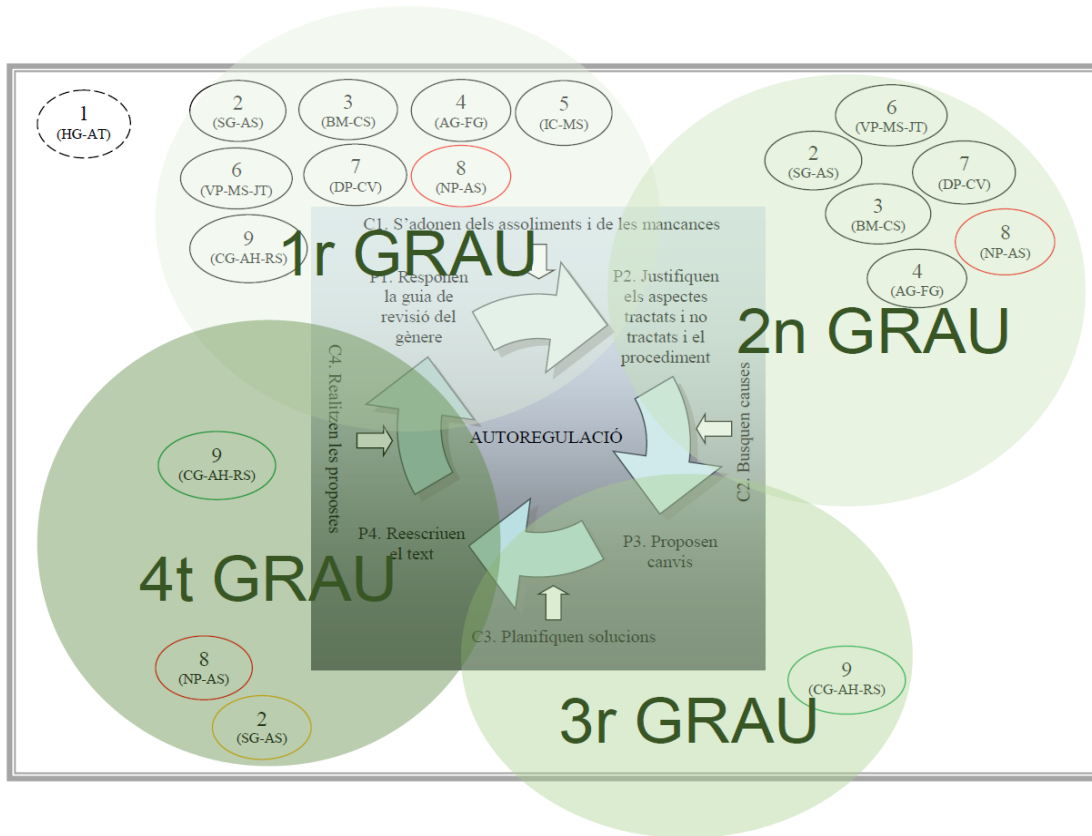 1
(HG-AT)
2
(SG-AS)
3
(BM-CS)
4
(AG-FG)
5
(IC-MS)
6
(VP-MS-JT)
7
(DP-CV)
8
(NP-AS)
9
(CG-AH-RS)
1r GRAU
6
(VP-MS-JT)
2
(SG-AS)
7
(DP-CV)
3
(BM-CS)
8
(NP-AS)
4
(AG-FG)
2n GRAU
C1. S'adonen dels assoliments i de les mancances
P1. Responen
la guia de
revisió del
gènere
P2. Justifiquen
els aspectes
tractats i no
tractats i el
procediment
C4. Realitzen les propostes
AUTOREGULACIÓ
C2. Busquen causes
P4. Reescriuen
el text
P3. Proposen
canvis
C3. Planifiquen solucions
9
(CG-AH-RS)
4t GRAU
8
(NP-AS)
2
(SG-AS)
9
(CG-AH-RS)
3r GRAU